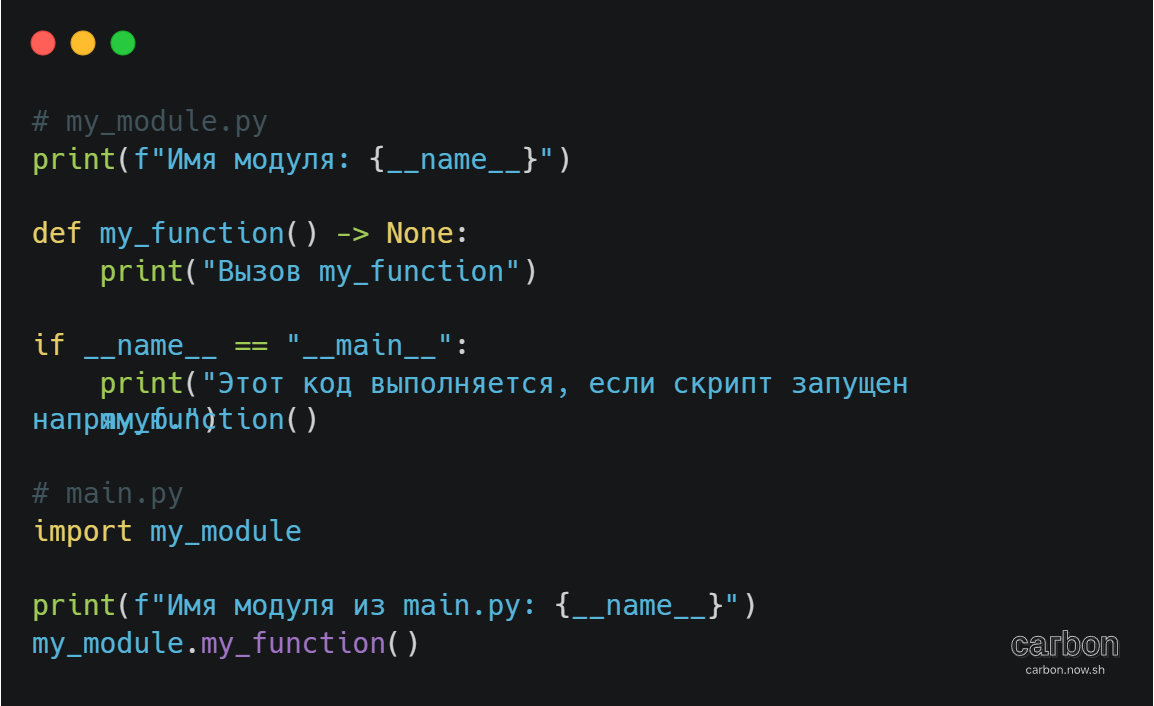 # my_module.py
print(f"Имя модуля: {__name__}")
def my_function() -> None:
    print("Вызов my_function")
if __name__ == "__main__":
    print("Этот код выполняется, если скрипт запущен
напрямую.")
    my_function()
# main.py
import my_module
print(f"Имя модуля из main.py: {__name__}")
my_module.my_function()
carbon
carbon.now.sh